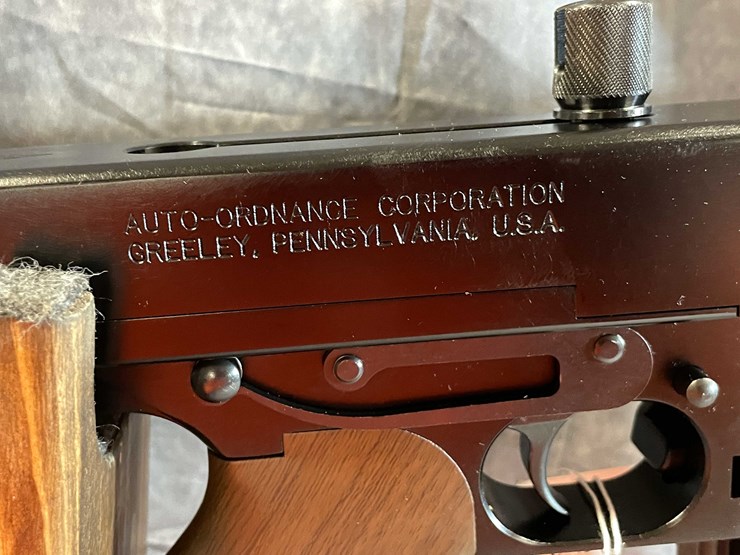 AUTO-ORDNANCE CORPORATION
GREELEY, PENNSYLVANIA, U.S.A.